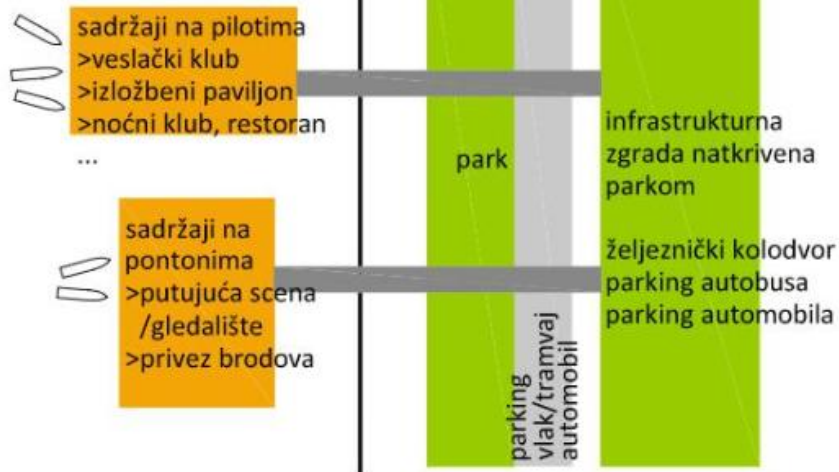 sadržaji na pilotima
>veslački klub
>izložbeni paviljon
>noćni klub, restoran
...
sadržaji na
pontonima
>putujuća scena
/gledalište
>privez brodova
park
parking
vlak/tramvaj
automobil
infrastrukturna
zgrada natkrivena
parkom
željeznički kolodvor
parking autobusa
parking automobila